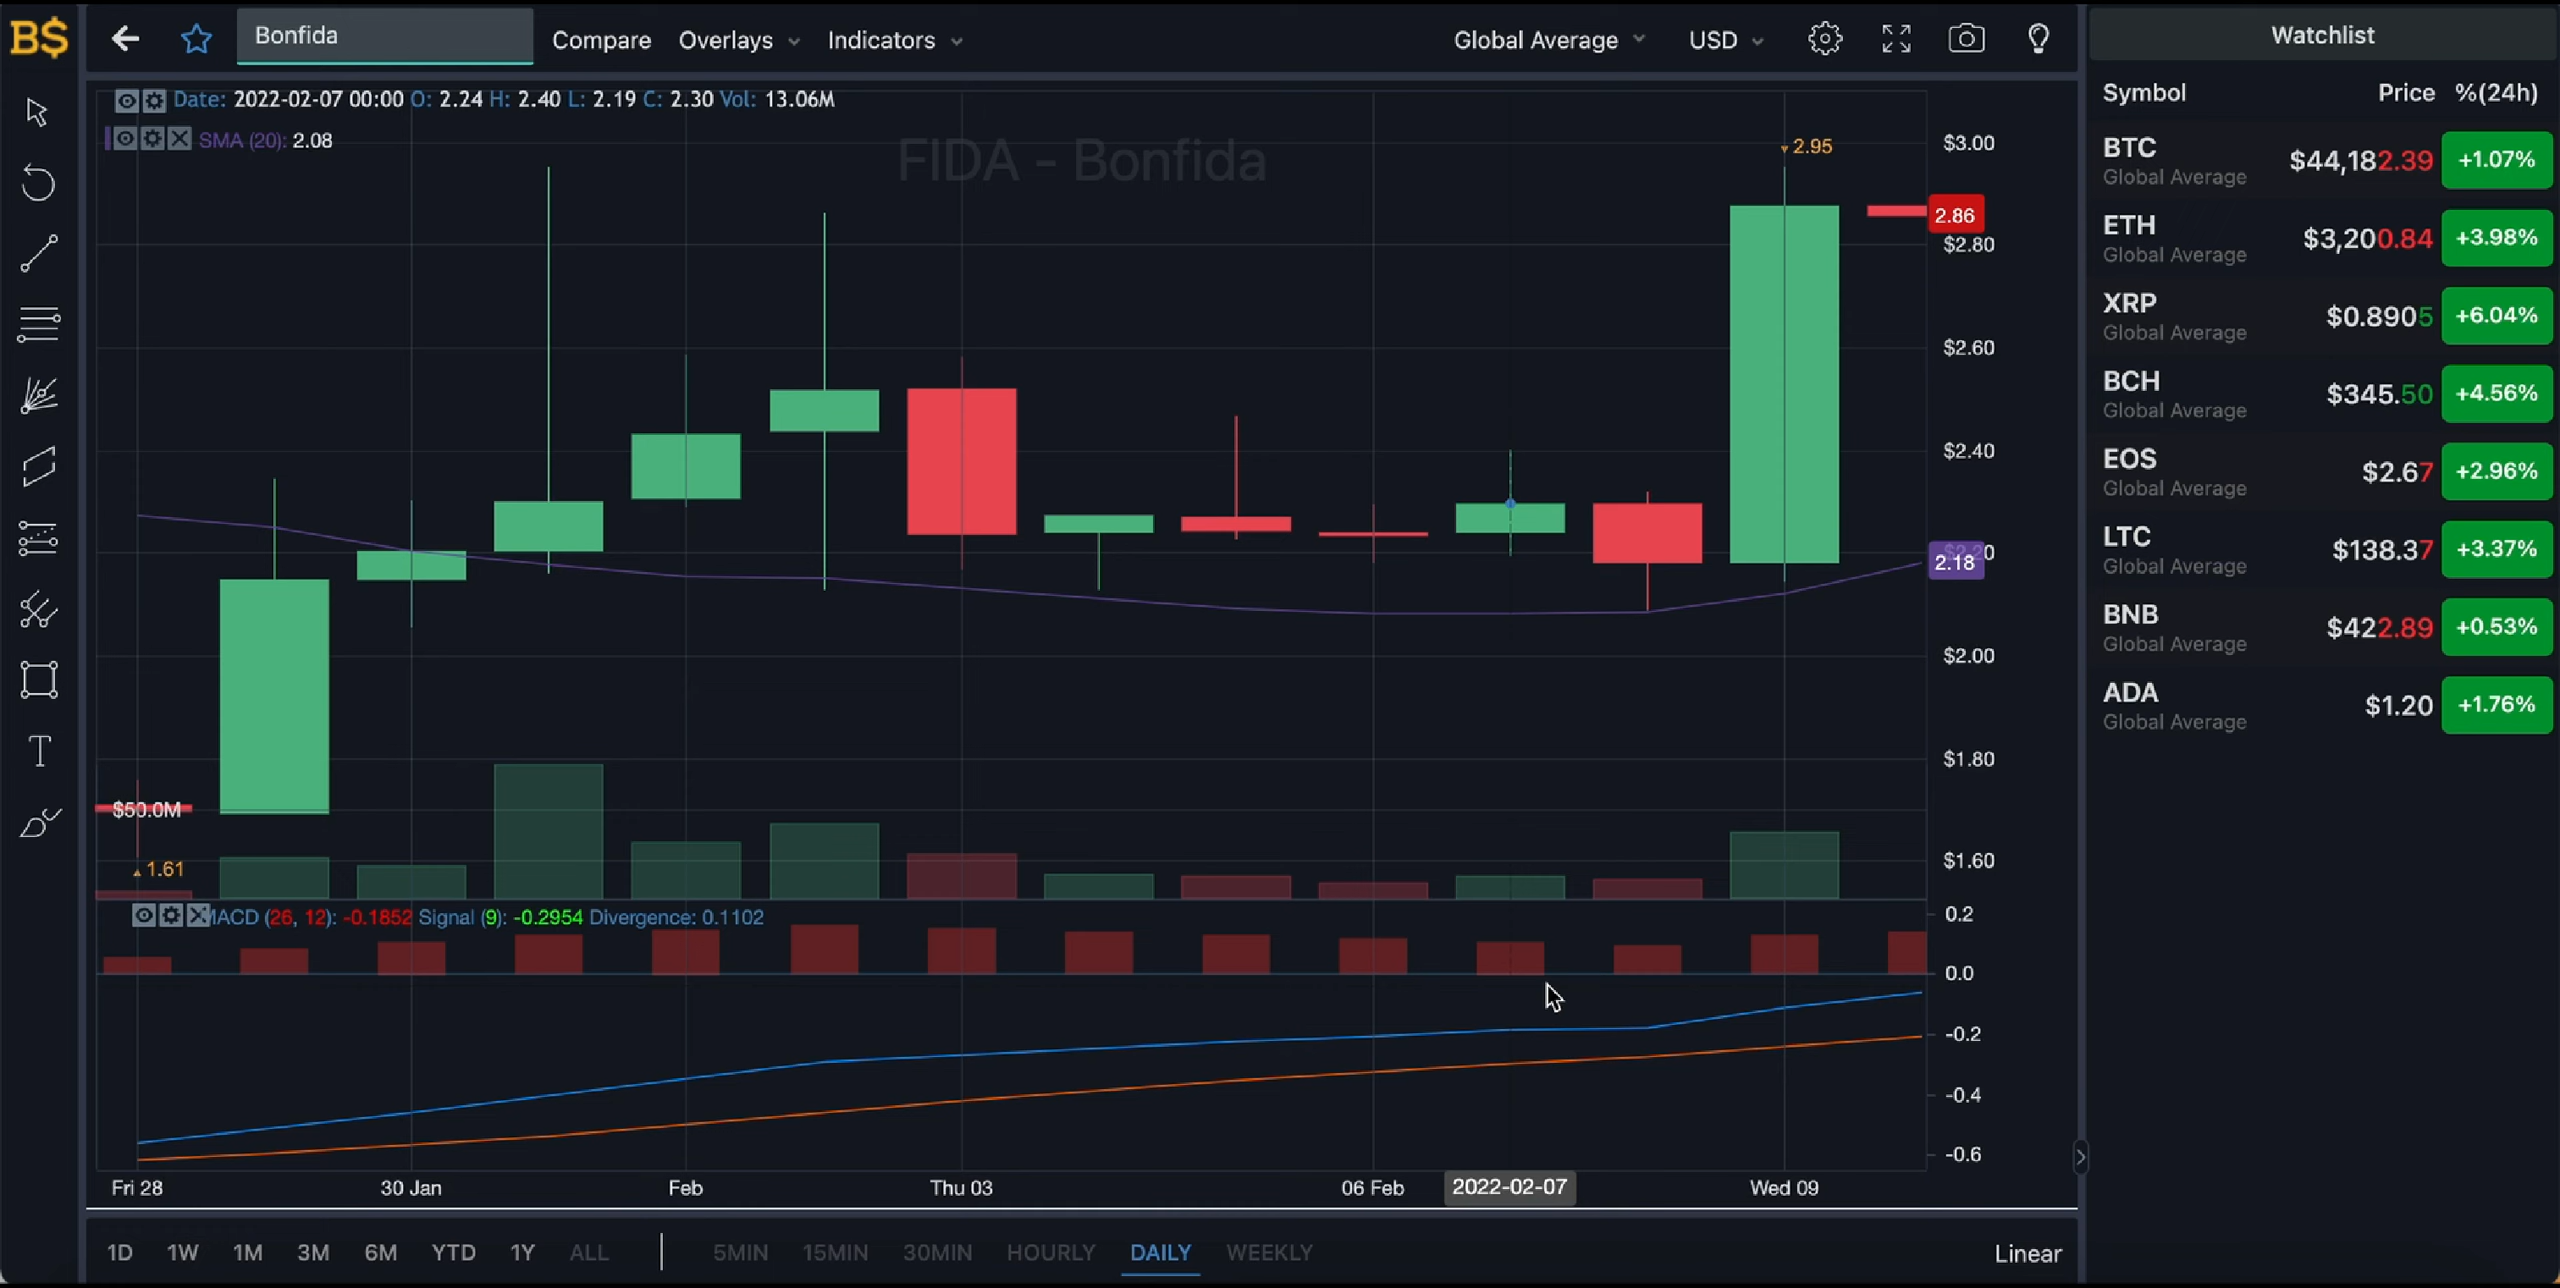 B$
Bonfida
Compare
Overlays
Indicators
Global Average
USD
Date: 2022-02-07 00:00 O: 2.24 H: 2.40 L: 2.19 C: 2.30 Vol: 13.06M
SMA (20): 2.08
FIDA - Bonfida
2.95
$3.00
2.86
$2.80
$2.60
$2.40
$2.20
2.18
$2.00
$1.80
$1.60
$50.0M
1.61
MACD (26, 12): -0.1852 Signal (9): -0.2954 Divergence: 0.1102
0.2
0.0
-0.2
-0.4
-0.6
Fri 28
30 Jan
Feb
Thu 03
06 Feb
2022-02-07
Wed 09
1D 1W 1M 3M 6M YTD 1Y ALL
5MIN 15MIN 30MIN HOURLY DAILY WEEKLY
Linear
Watchlist
Symbol Price %(24h)
BTC $44,182.39 +1.07%
Global Average
ETH $3,200.84 +3.98%
Global Average
XRP $0.8905 +6.04%
Global Average
BCH $345.50 +4.56%
Global Average
EOS $2.67 +2.96%
Global Average
LTC $138.37 +3.37%
Global Average
BNB $422.89 +0.53%
Global Average
ADA $1.20 +1.76%
Global Average